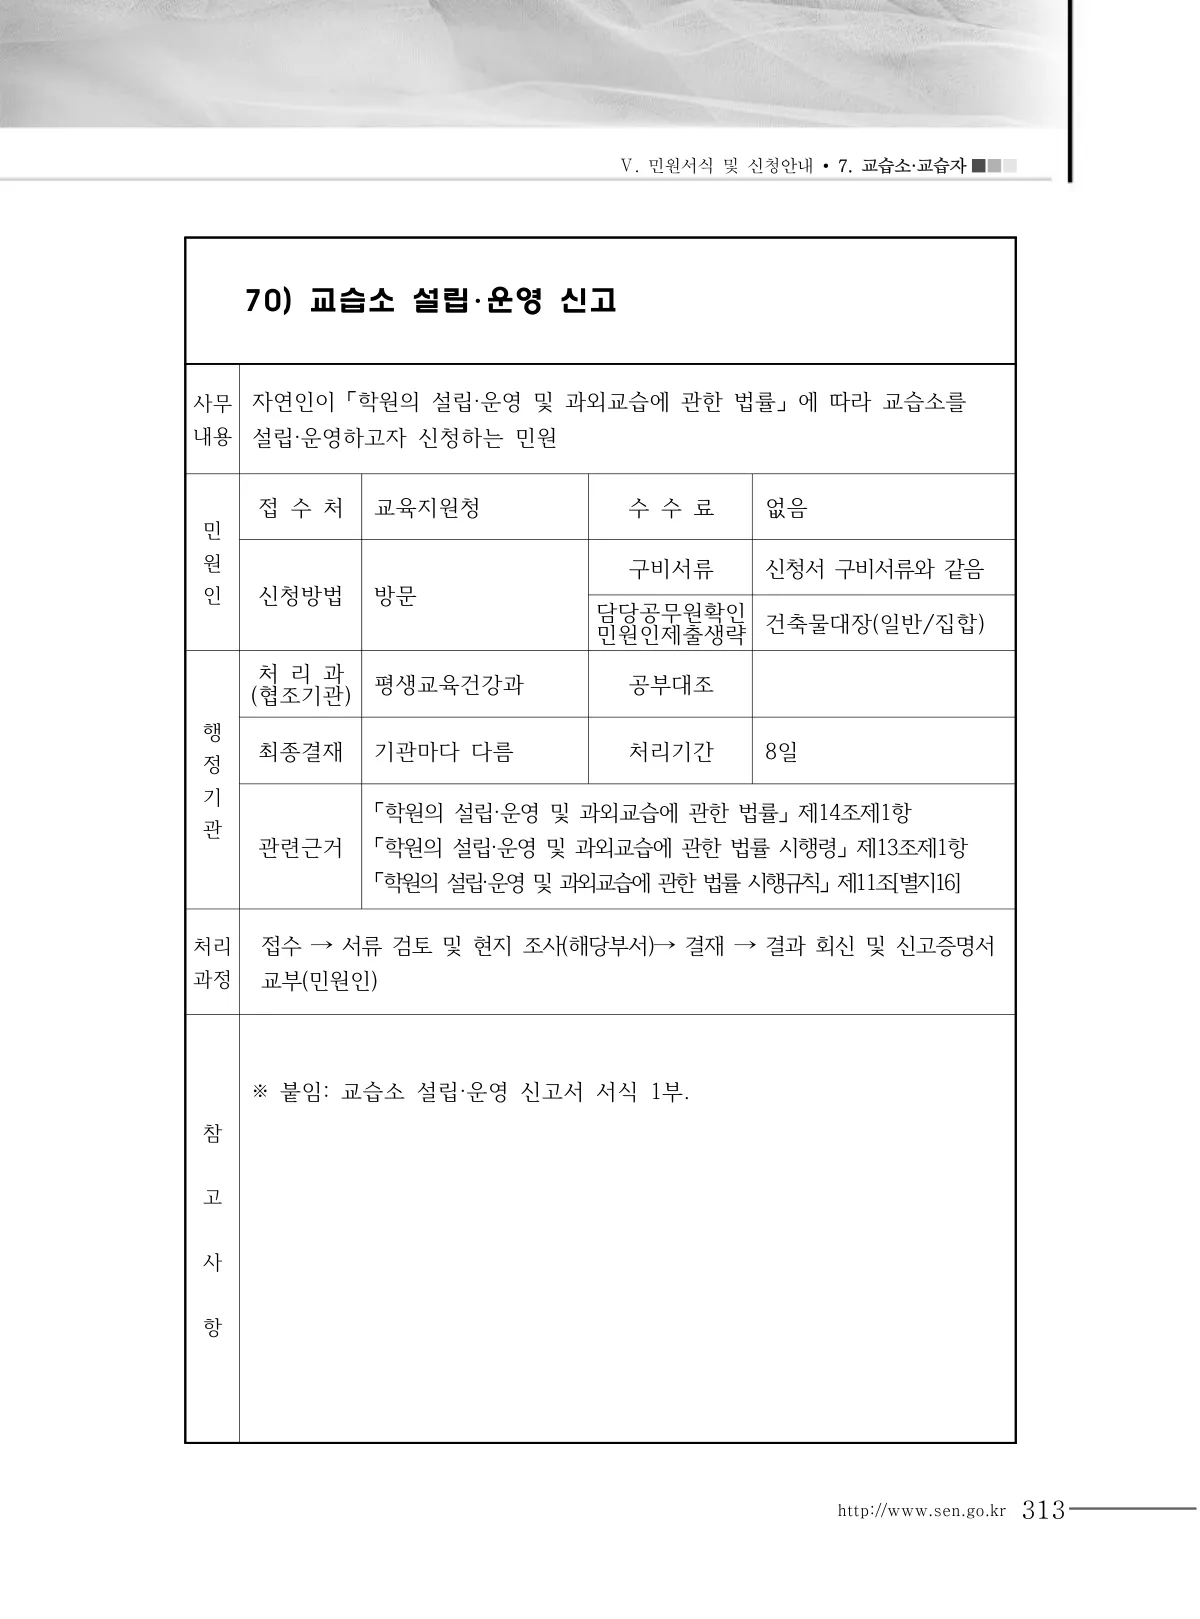 Ⅴ. 민원서식 및 신청안내 • 7. 교습소·교습자
70) 교습소 설립·운영 신고
사무
내용
자연인이 「학원의 설립·운영 및 과외교습에 관한 법률」에 따라 교습소를
설립·운영하고자 신청하는 민원
민
원
인
접 수 처
교육지원청
수 수 료
없음
신청방법
방문
구비서류
신청서 구비서류와 같음
담당공무원확인
민원인제출생략
건축물대장(일반/집합)
행
정
기
관
처 리 과
(협조기관)
평생교육건강과
공부대조
최종결재
기관마다 다름
처리기간
8일
관련근거
「학원의 설립·운영 및 과외교습에 관한 법률」 제14조제1항
「학원의 설립·운영 및 과외교습에 관한 법률 시행령」 제13조제1항
「학원의 설립·운영 및 과외교습에 관한 법률 시행규칙」 제11조[별지16]
처리
과정
접수 → 서류 검토 및 현지 조사(해당부서)→ 결재 → 결과 회신 및 신고증명서
교부(민원인)
참
고
사
항
※ 붙임: 교습소 설립·운영 신고서 서식 1부.
http://www.sen.go.kr 313